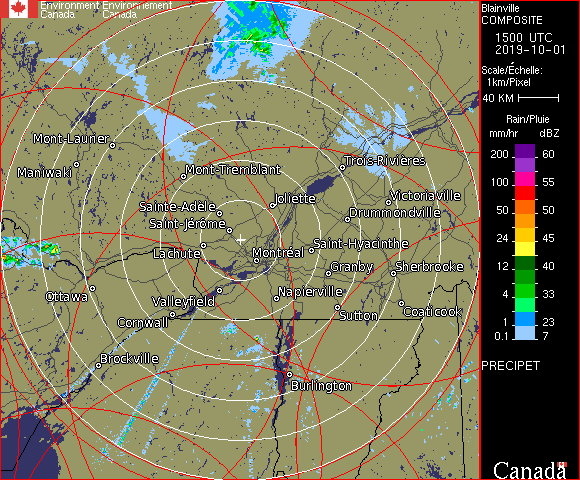 Environment Environnement
Canada Canada
Blainville
COMPOSITE
1500 UTC
2019-10-01
Scale/Échelle:
1km/Pixel
40 KM
Rain/Pluie
mm/hr dBZ
200 60
150 57
100 55
50 50
24 45
12 40
4 33
1 23
0.1 7
PRECIPET
Canada
Mont-Laurier
Maniwaki
Mont-Tremblant
Trois-Rivières
Joliette
Sainte-Adèle
Saint-Jérôme
Victoriaville
Drummondville
Lachute
Montréal
Saint-Hyacinthe
Granby
Sherbrooke
Ottawa
Valleyfield
Napierville
Cornwall
Sutton
Coaticook
Brockville
Burlington